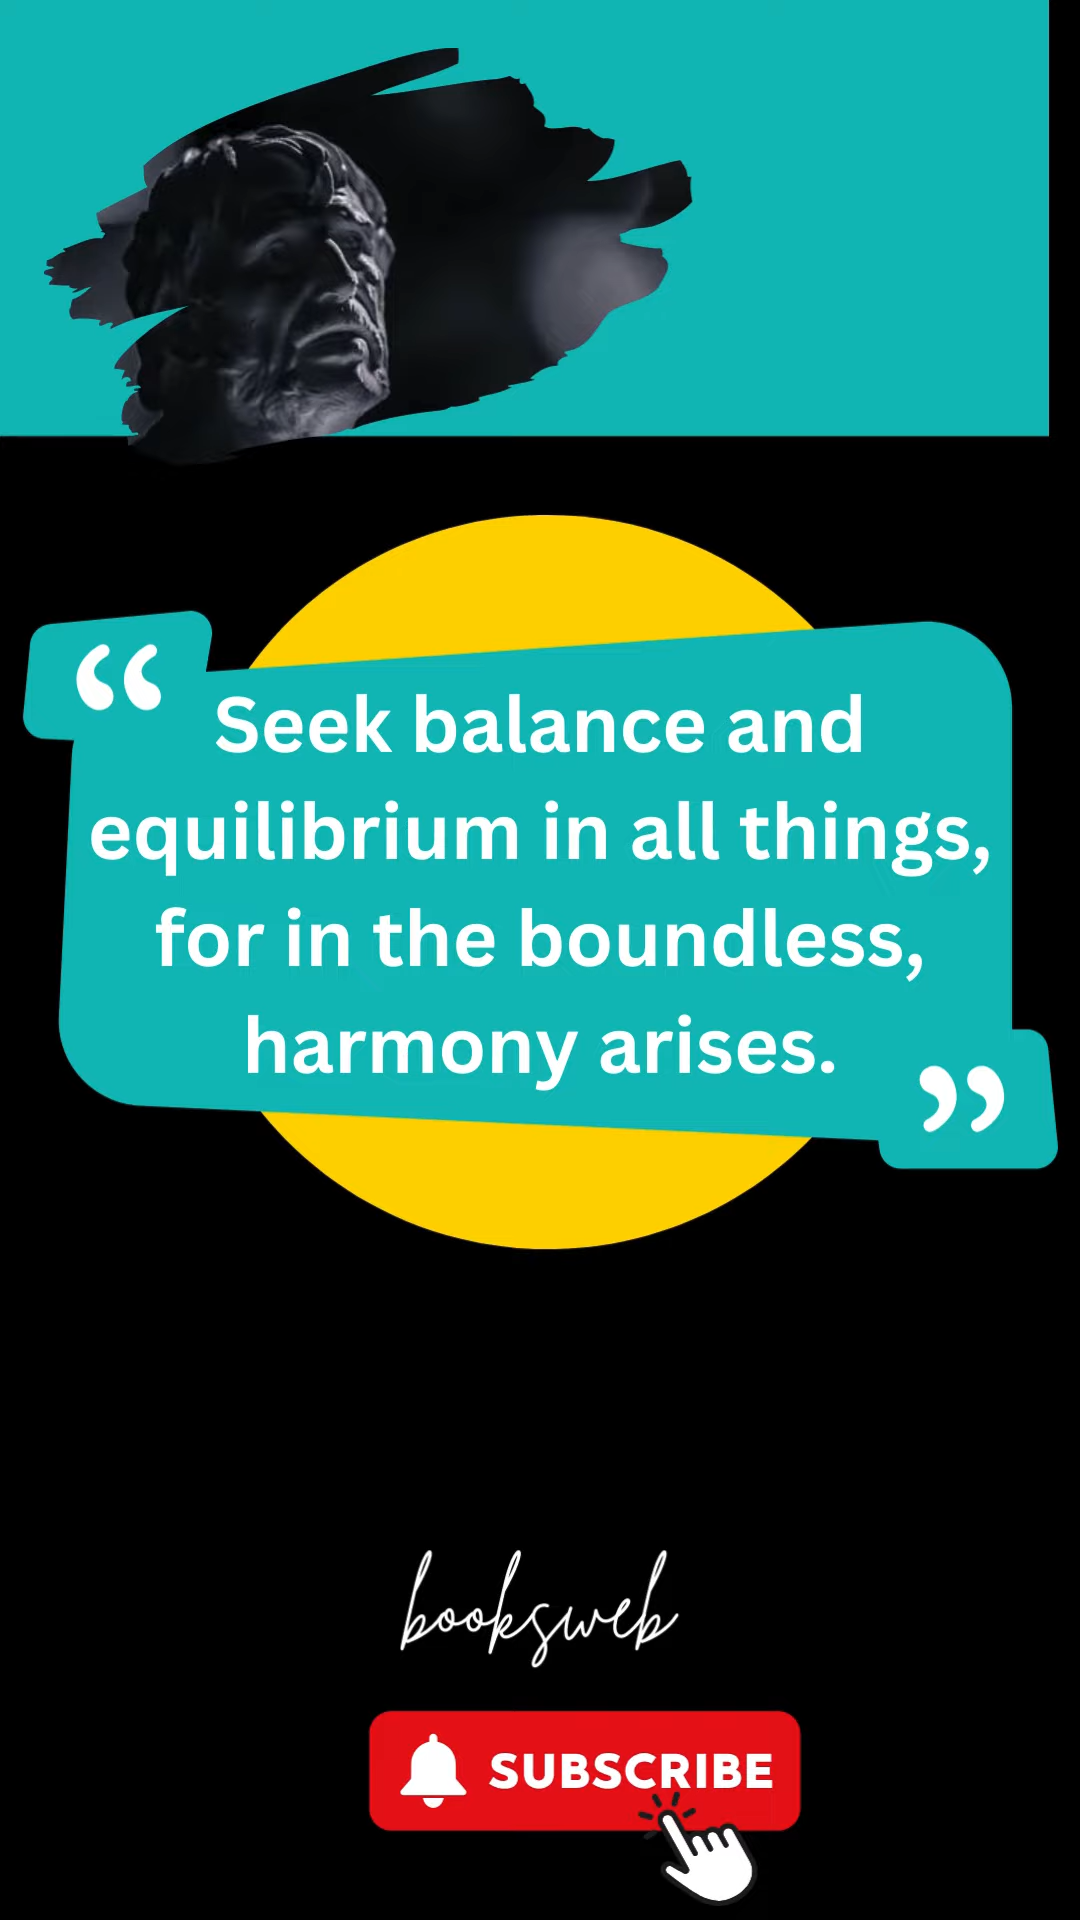 “
Seek balance and
equilibrium in all things,
for in the boundless,
harmony arises.
”
booksweb
SUBSCRIBE